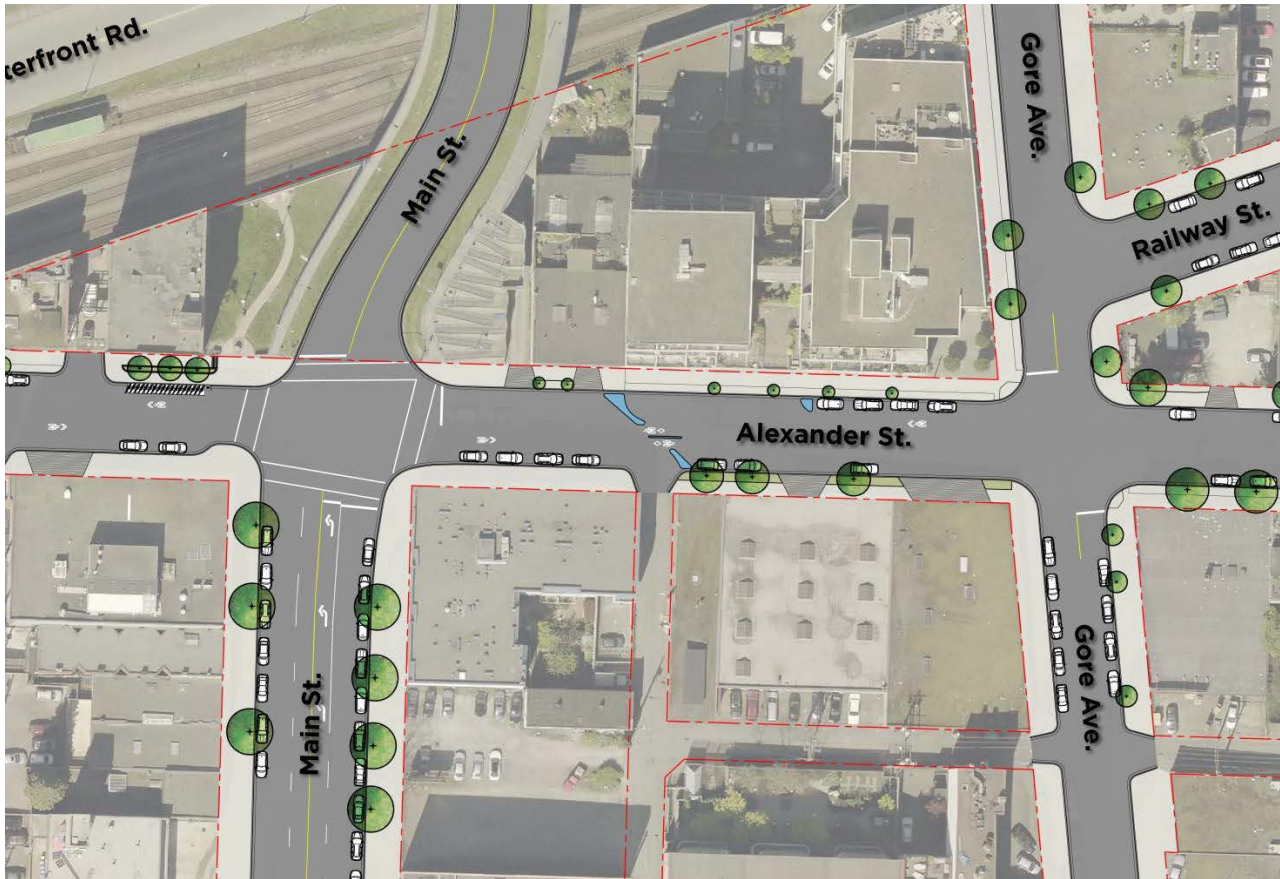 terfront Rd.
Main St.
Gore Ave.
Railway St.
Alexander St.
Main St.
Gore Ave.